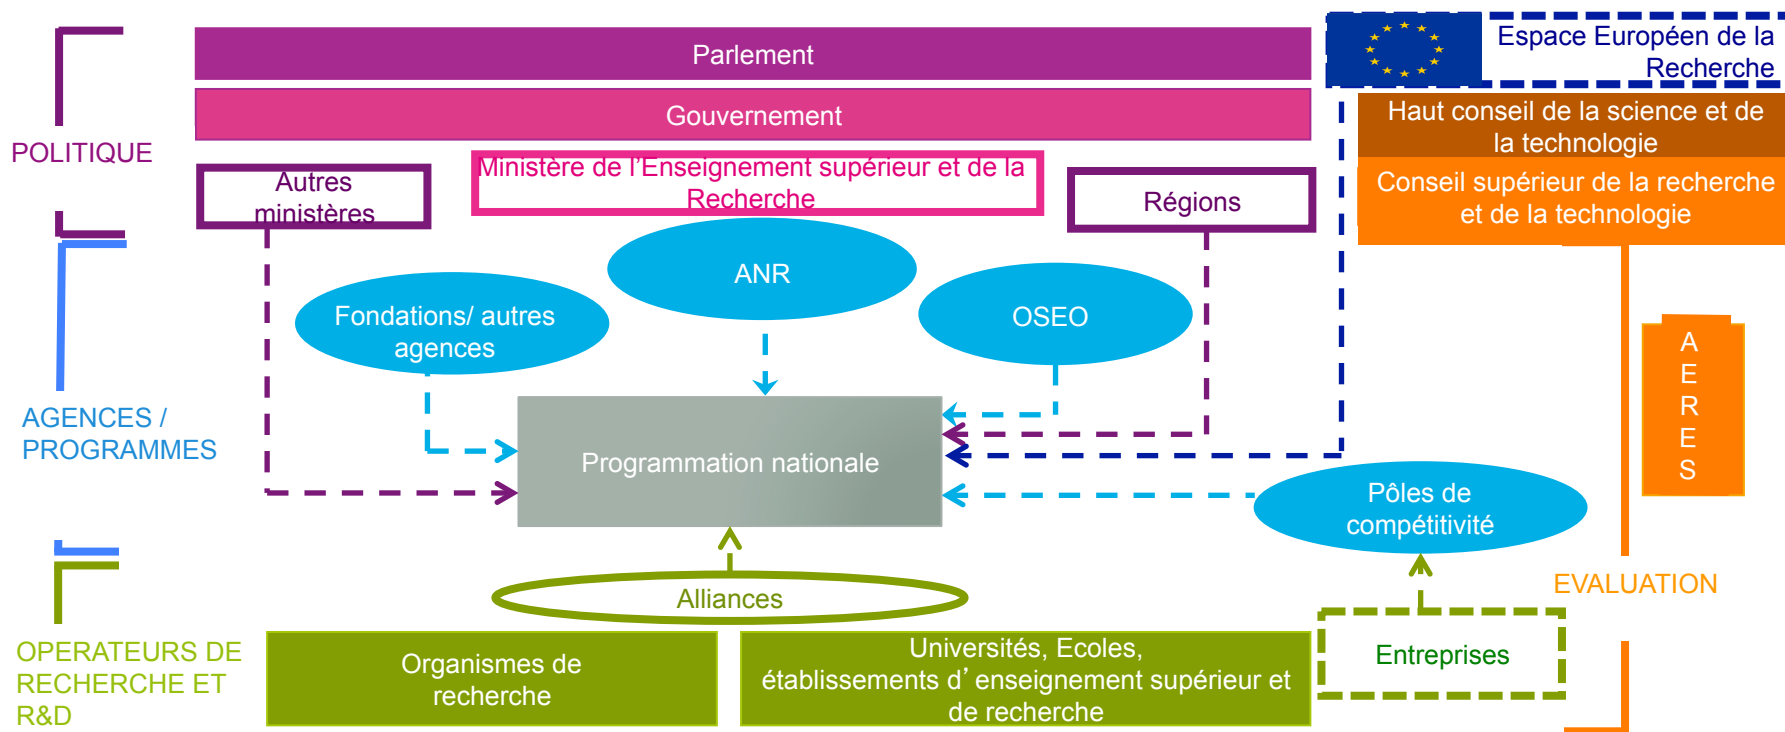 Parlement
Espace Européen de la
Recherche
Gouvernement
Haut conseil de la science et de
la technologie
POLITIQUE
Autres
ministères
Ministère de l'Enseignement supérieur et de la
Recherche
Régions
Conseil supérieur de la recherche
et de la technologie
ANR
Fondations/ autres
agences
OSEO
A
E
R
E
S
AGENCES /
PROGRAMMES
Programmation nationale
Pôles de
compétitivité
Alliances
EVALUATION
OPERATEURS DE
RECHERCHE ET
R&D
Organismes de
recherche
Universités, Ecoles,
établissements d’ enseignement supérieur et
de recherche
Entreprises